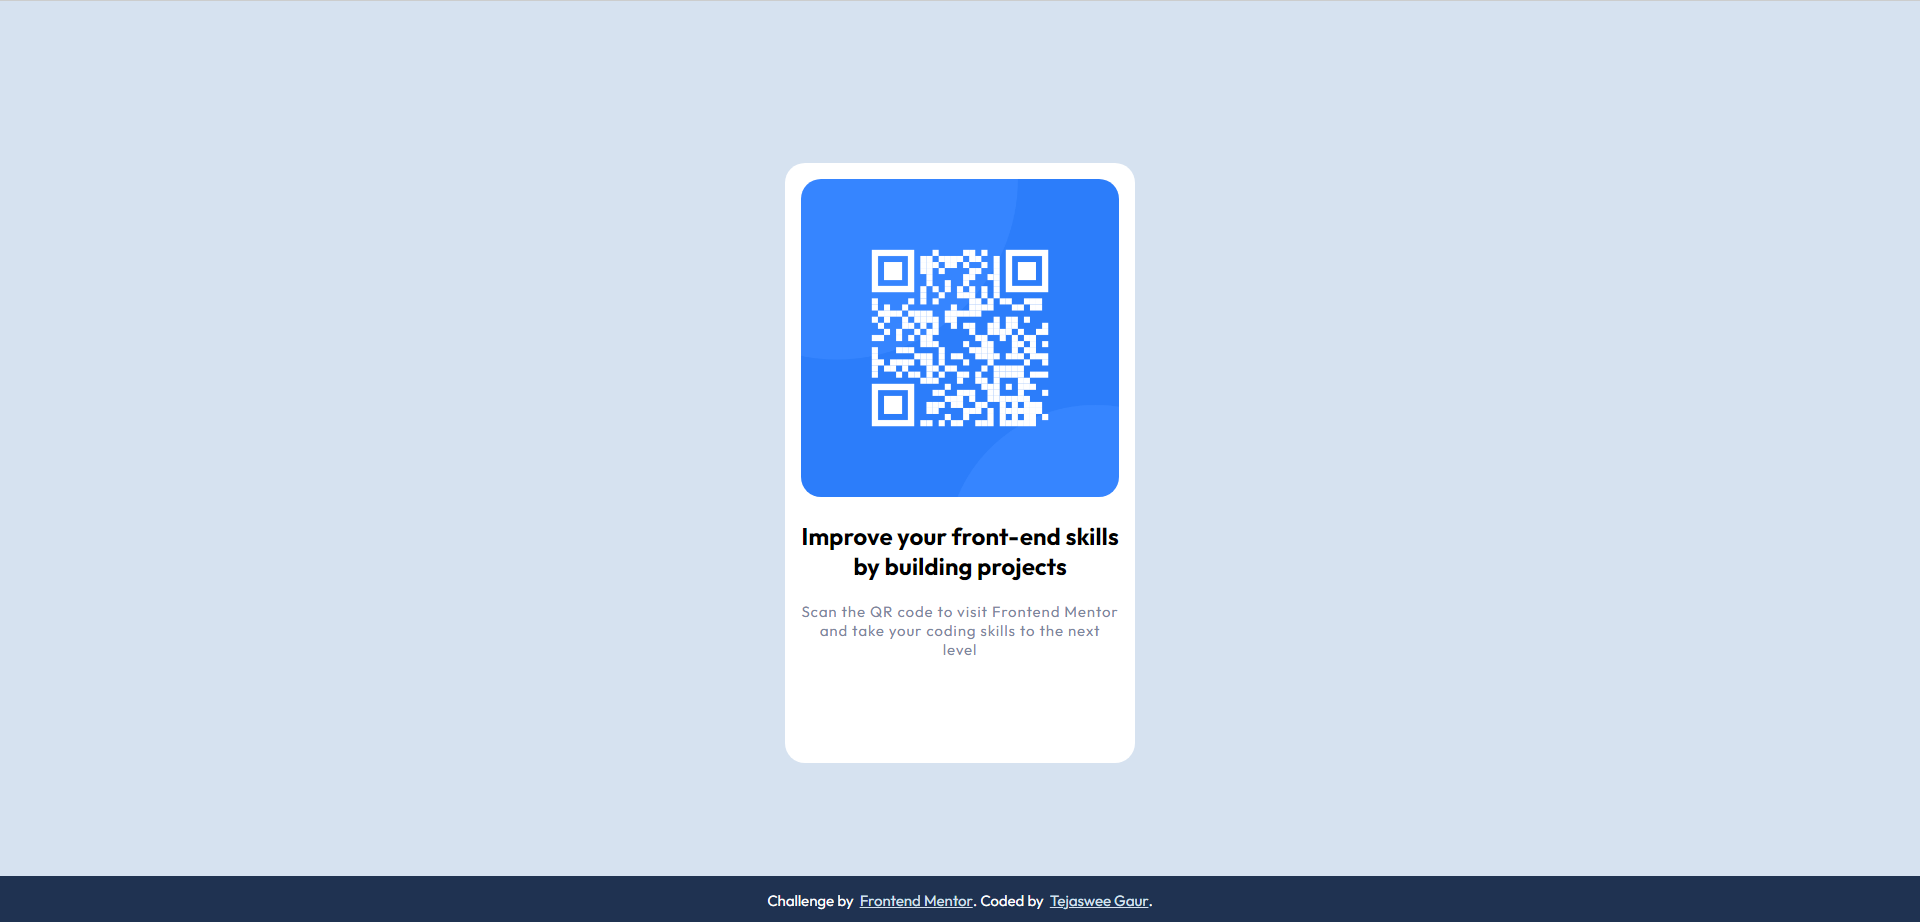 Improve your front-end skills
by building projects
Scan the QR code to visit Frontend Mentor
and take your coding skills to the next
level
Challenge by Frontend Mentor. Coded by Tejaswee Gaur.